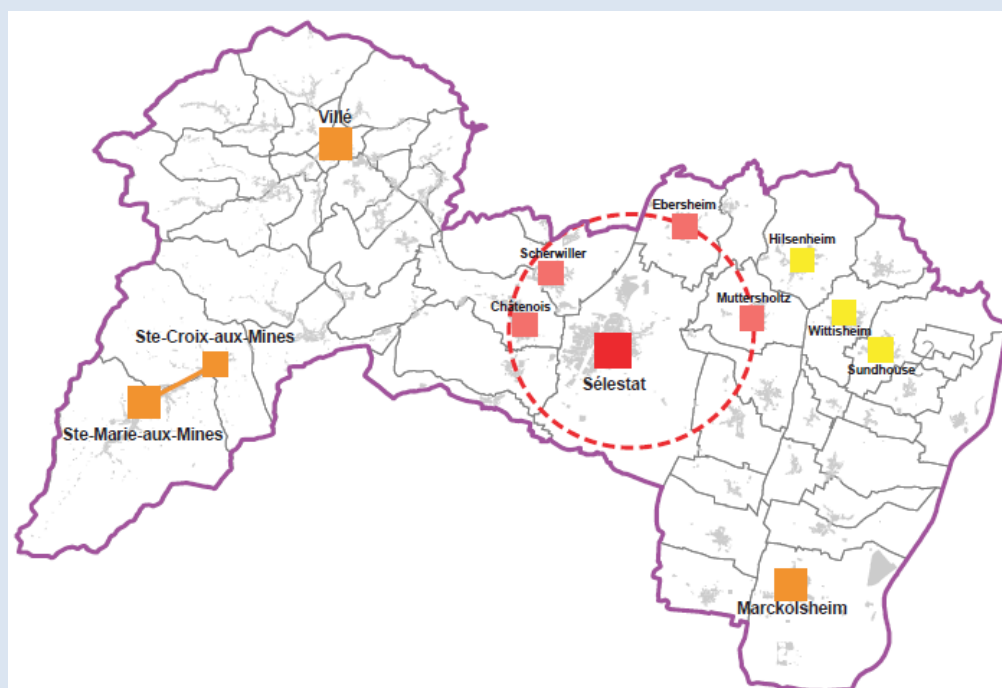 Villé
Ebersheim
Hilsenheim
Scherwiller
Châtenois
Muttersholtz
Wittisheim
Ste-Croix-aux-Mines
Sundhouse
Sélestat
Ste-Marie-aux-Mines
Marckolsheim